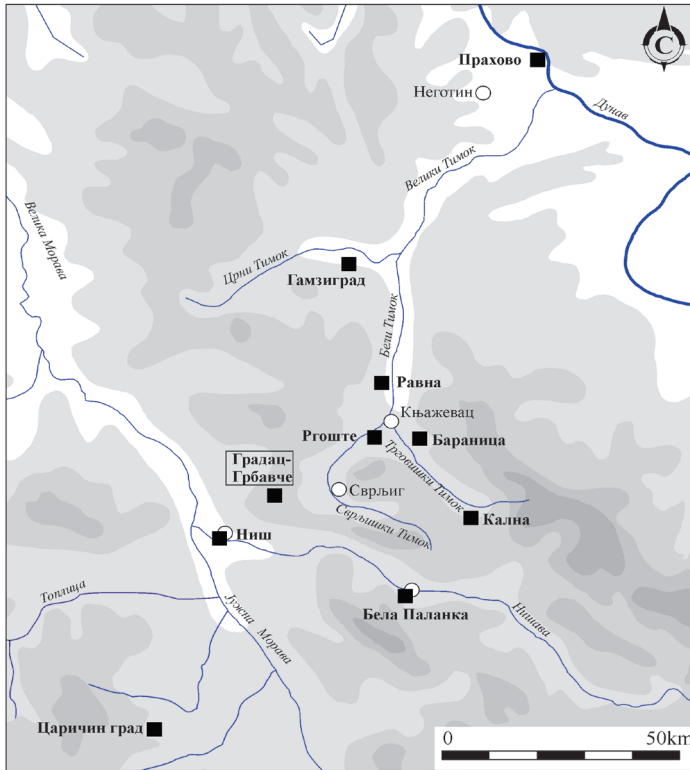 Прахово
С
Неготин
Дунав
Велики Тимок
Велика Морава
Црни Тимок
Гамзиград
Бели Тимок
Равна
Књажевац
Ргоште
Бараница
Градац-
Грбавче
Трговишки Тимок
Сврљиг
Кална
Сврљишки Тимок
Ниш
Топлица
Јужна Морава
Бела Паланка
Нишава
Царичин град
0 50km